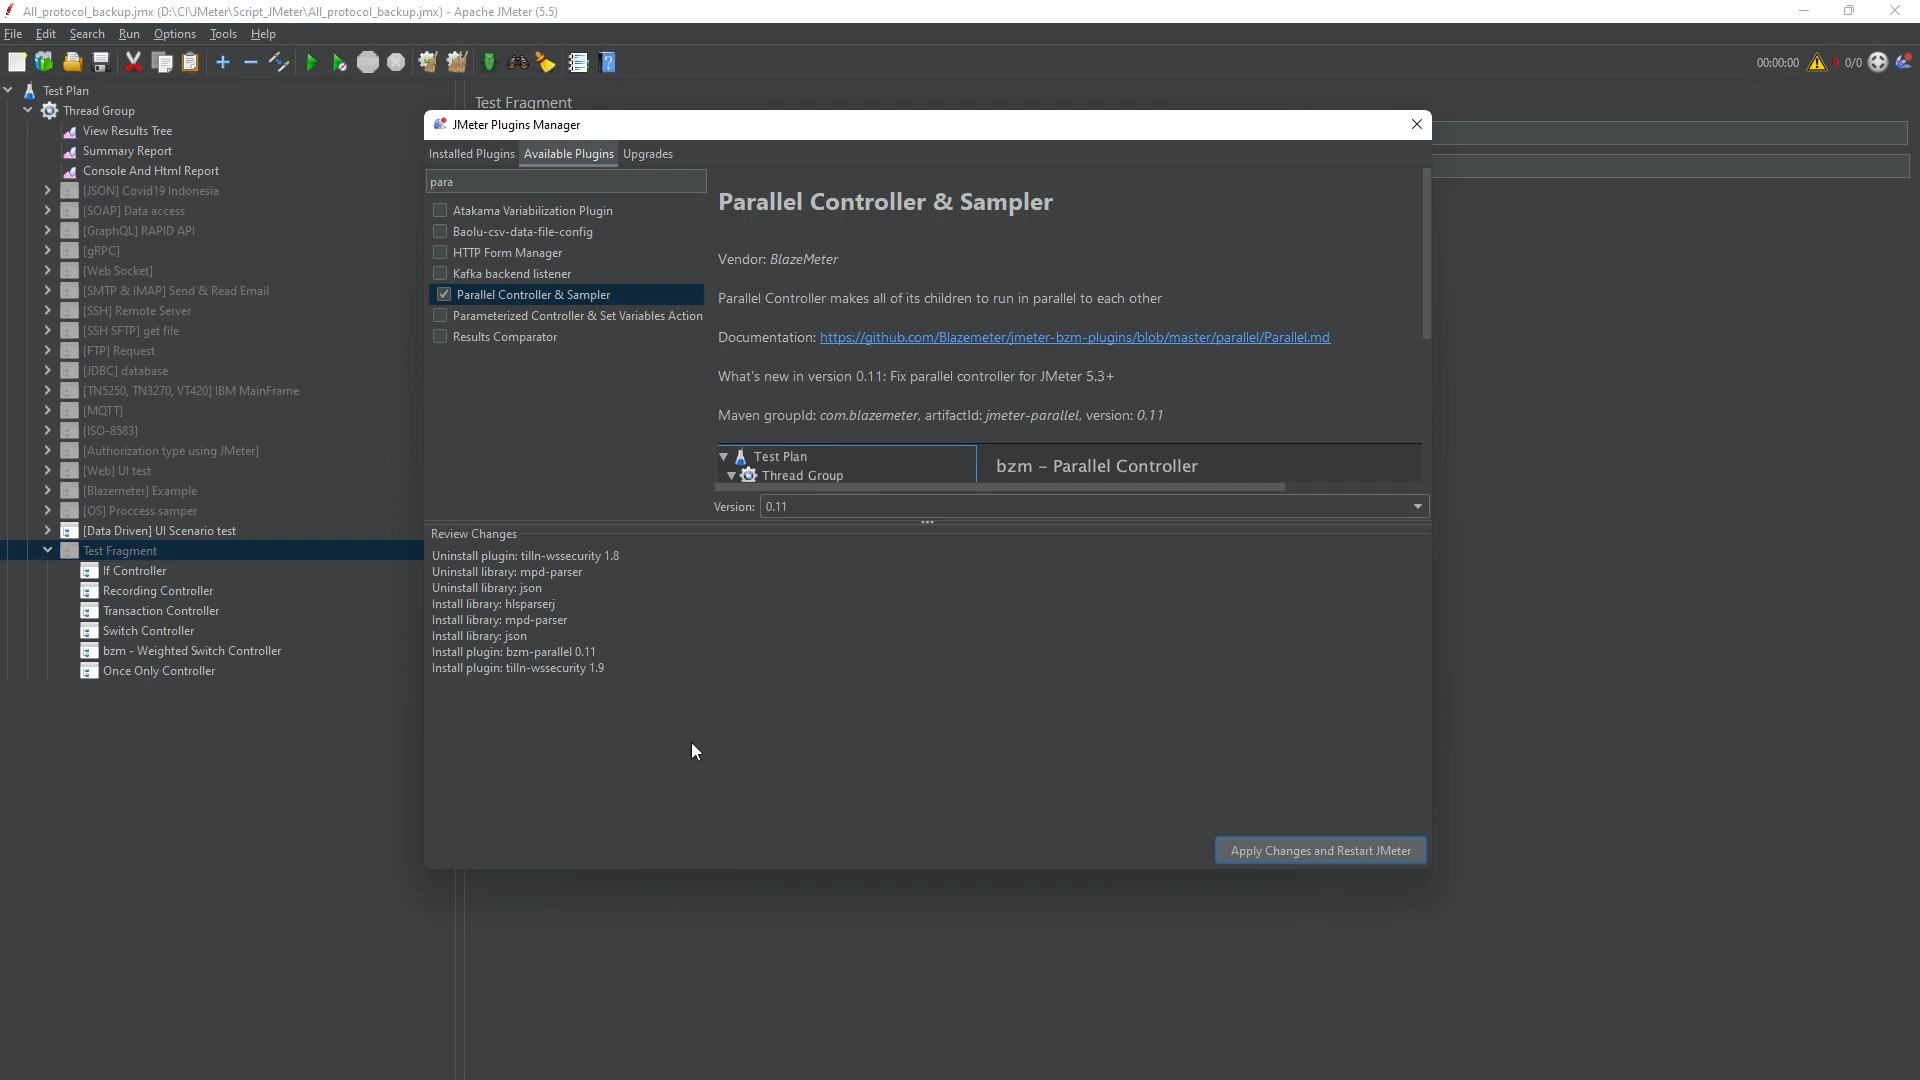 All_protocol_backup.jmx (D:\CI\JMeter\Script_JMeter\All_protocol_backup.jmx) - Apache JMeter (5.5)
File Edit Search Run Options Tools Help
00:00:00 9 0/0
Test Plan
Thread Group
View Results Tree
Summary Report
Console And Html Report
[JSON] Covid19 Indonesia
[SOAP] Data access
[GraphQL] RAPID API
[gRPC]
[Web Socket]
[SMTP & IMAP] Send & Read Email
[SSH] Remote Server
[SSH SFTP] get file
[FTP] Request
[JDBC] database
[TN5250, TN3270, VT420] IBM MainFrame
[MQTT]
[ISO-8583]
[Authorization type using JMeter]
[Web] UI test
[Blazemeter] Example
[OS] Proccess samper
[Data Driven] UI Scenario test
Test Fragment
If Controller
Recording Controller
Transaction Controller
Switch Controller
bzm - Weighted Switch Controller
Once Only Controller
Test Fragment
JMeter Plugins Manager
Installed Plugins Available Plugins Upgrades
para
Atakama Variabilization Plugin
Baolu-csv-data-file-config
HTTP Form Manager
Kafka backend listener
Parallel Controller & Sampler
Parameterized Controller & Set Variables Action
Results Comparator
Parallel Controller & Sampler
Vendor: BlazeMeter
Parallel Controller makes all of its children to run in parallel to each other
Documentation: https://github.com/Blazemeter/jmeter-bzm-plugins/blob/master/parallel/Parallel.md
What's new in version 0.11: Fix parallel controller for JMeter 5.3+
Maven groupId: com.blazemeter, artifactId: jmeter-parallel, version: 0.11
Test Plan
Thread Group
bzm - Parallel Controller
Version: 0.11
Review Changes
Uninstall plugin: tilln-wssecurity 1.8
Uninstall library: mpd-parser
Uninstall library: json
Install library: hlsparserj
Install library: mpd-parser
Install library: json
Install plugin: bzm-parallel 0.11
Install plugin: tilln-wssecurity 1.9
Apply Changes and Restart JMeter